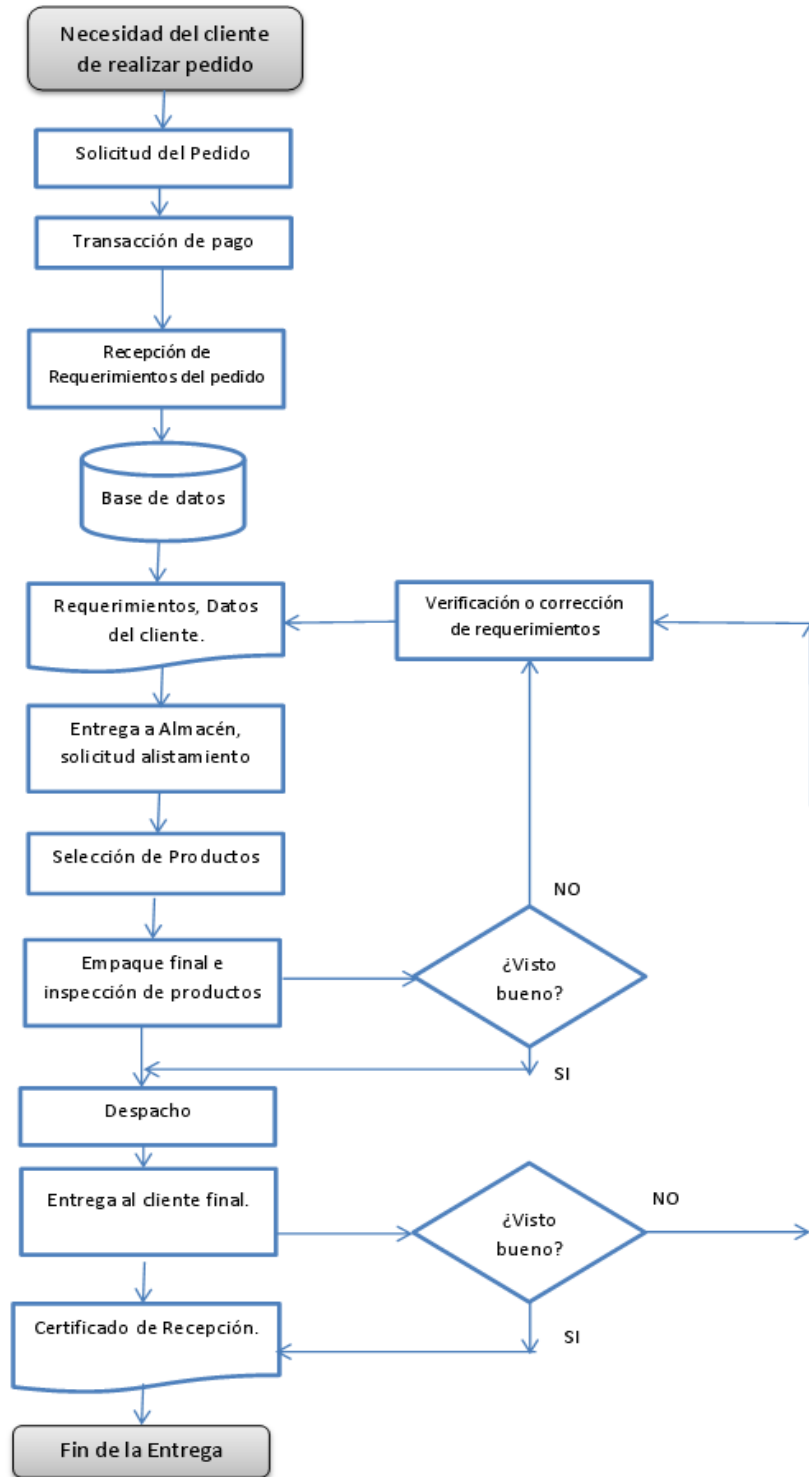 Necesidad del cliente
de realizar pedido
Solicitud del Pedido
Transacción de pago
Recepción de
Requerimientos del pedido
Base de datos
Requerimientos, Datos
del cliente.
Verificación o corrección
de requerimientos
Entrega a Almacén,
solicitud alistamiento
Selección de Productos
NO
Empaque final e
inspección de productos
¿Visto
bueno?
SI
Despacho
Entrega al cliente final.
¿Visto
bueno?
NO
SI
Certificado de Recepción.
Fin de la Entrega